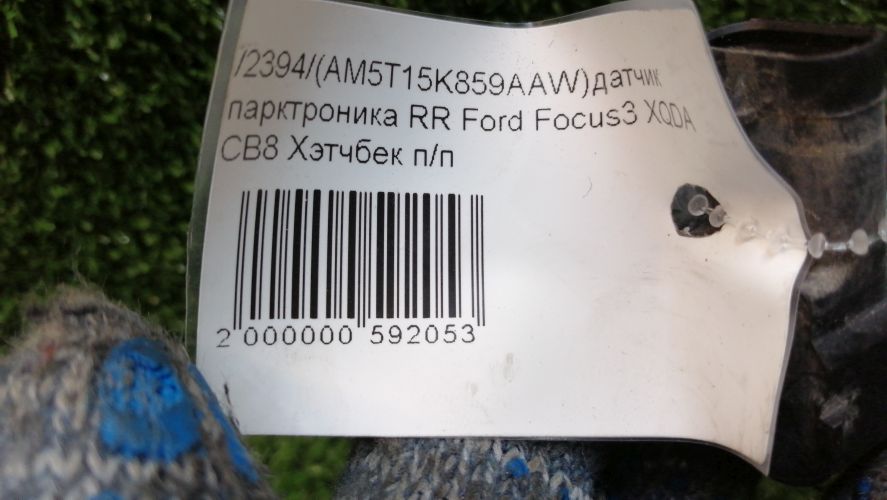 /2394/(AM5T15K859AAW)датчик
парктроника RR Ford Focus3 XQDA
CB8 Хэтчбек п/п
2 000000 592053